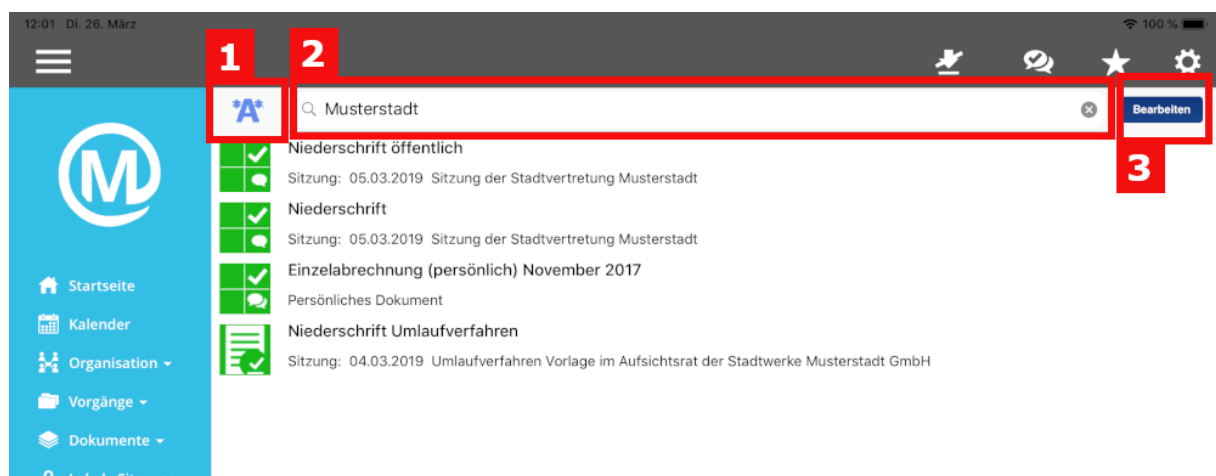 12:01 Di. 26. März
100 %
1
2
*A*
Musterstadt
Bearbeiten
3
M
Niederschrift öffentlich
Sitzung: 05.03.2019 Sitzung der Stadtvertretung Musterstadt
Niederschrift
Sitzung: 05.03.2019 Sitzung der Stadtvertretung Musterstadt
Einzelabrechnung (persönlich) November 2017
Persönliches Dokument
Niederschrift Umlaufverfahren
Sitzung: 04.03.2019 Umlaufverfahren Vorlage im Aufsichtsrat der Stadtwerke Musterstadt GmbH
Startseite
Kalender
Organisation
Vorgänge
Dokumente